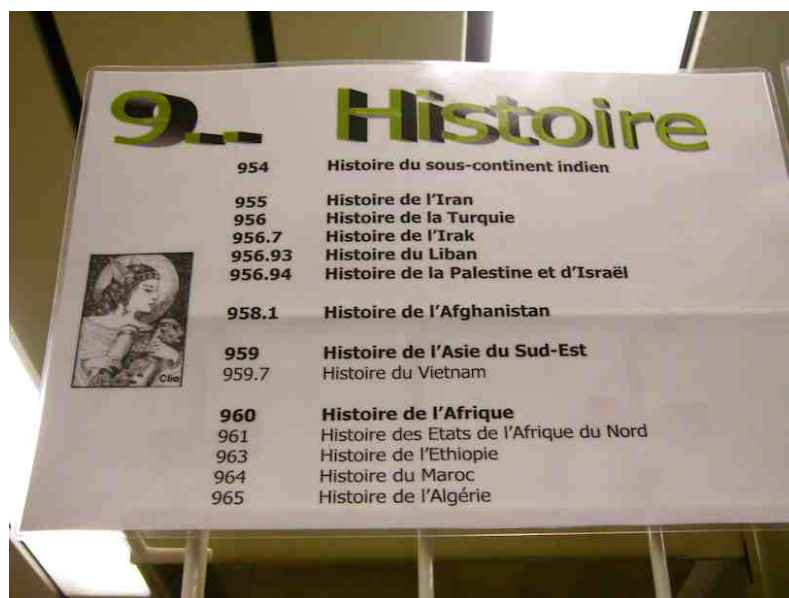 9... Histoire
954 Histoire du sous-continent indien
955 Histoire de l'Iran
956 Histoire de la Turquie
956.7 Histoire de l'Irak
956.93 Histoire du Liban
956.94 Histoire de la Palestine et d'Israël
958.1 Histoire de l'Afghanistan
Clio
959 Histoire de l'Asie du Sud-Est
959.7 Histoire du Vietnam
960 Histoire de l'Afrique
961 Histoire des Etats de l'Afrique du Nord
963 Histoire de l'Ethiopie
964 Histoire du Maroc
965 Histoire de l'Algérie